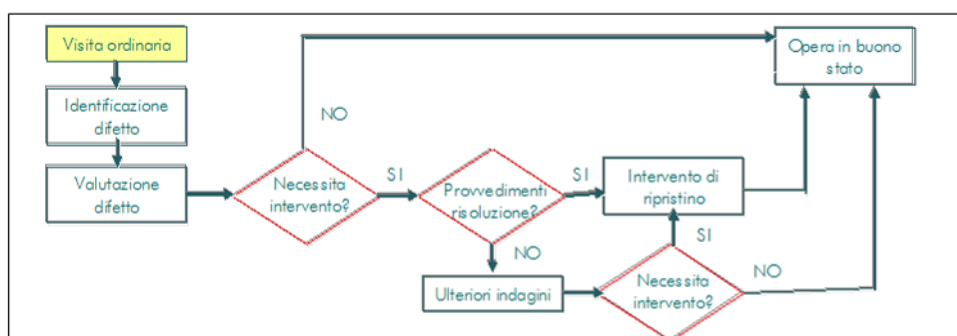 Visita ordinaria
Opera in buono
stato
Identificazione
difetto
NO
Valutazione
difetto
Necessita
intervento?
SI
Provvedimenti
risoluzione?
SI
Intervento di
ripristino
NO
SI
Ulteriori indagini
Necessita
intervento?
NO